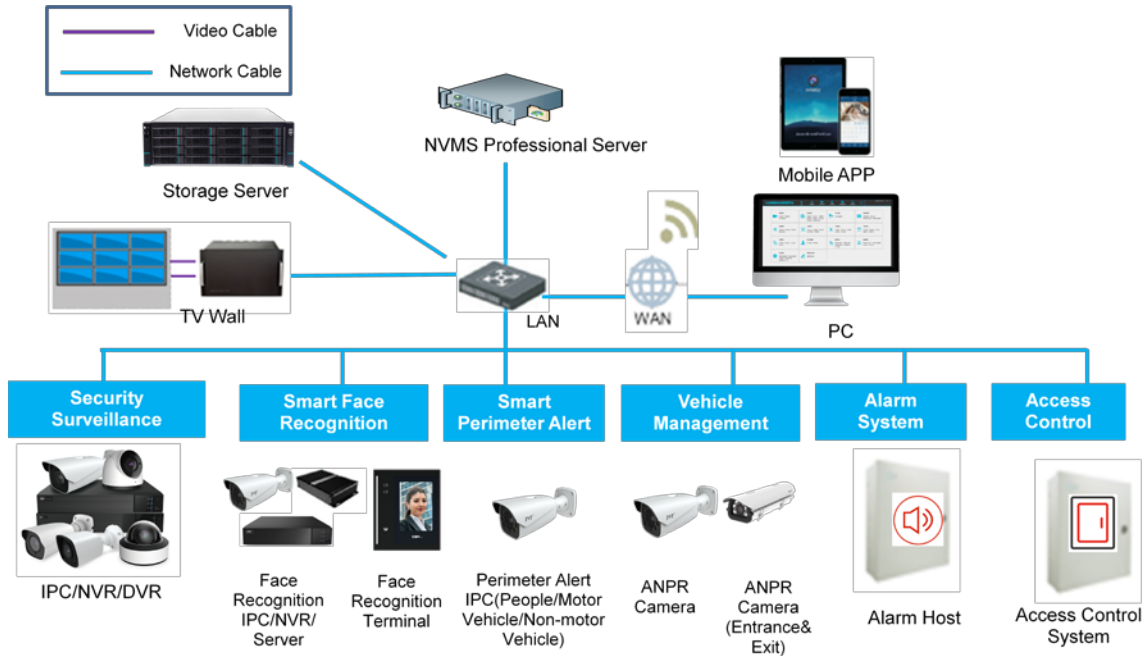 Video Cable
Network Cable
NVMS Professional Server
Storage Server
Mobile APP
TV Wall
LAN
WAN
PC
Security
Surveillance
Smart Face
Recognition
Smart
Perimeter Alert
Vehicle
Management
Alarm
System
Access
Control
IPC/NVR/DVR
Face
Recognition
IPC/NVR/
Server
Face
Recognition
Terminal
Perimeter Alert
IPC(People/Motor
Vehicle/Non-motor
Vehicle)
ANPR
Camera
ANPR
Camera
(Entrance&
Exit)
Alarm Host
Access Control
System